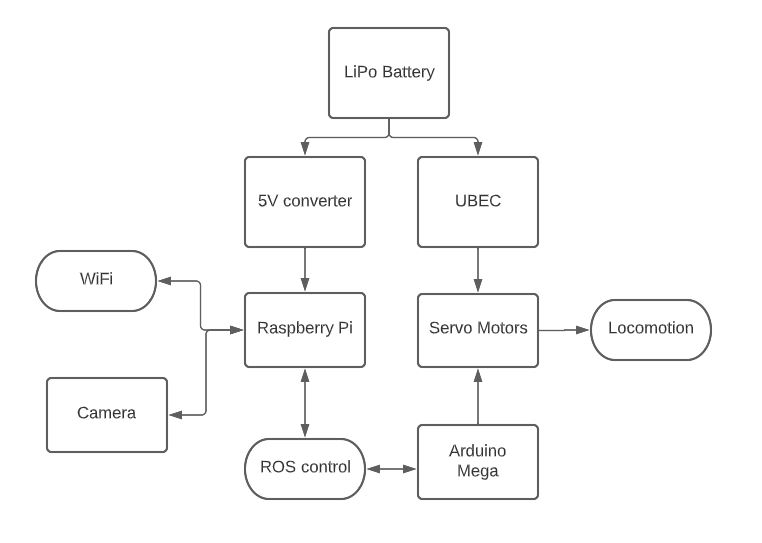 LiPo Battery
5V converter
UBEC
WiFi
Raspberry Pi
Servo Motors
Locomotion
Camera
ROS control
Arduino
Mega